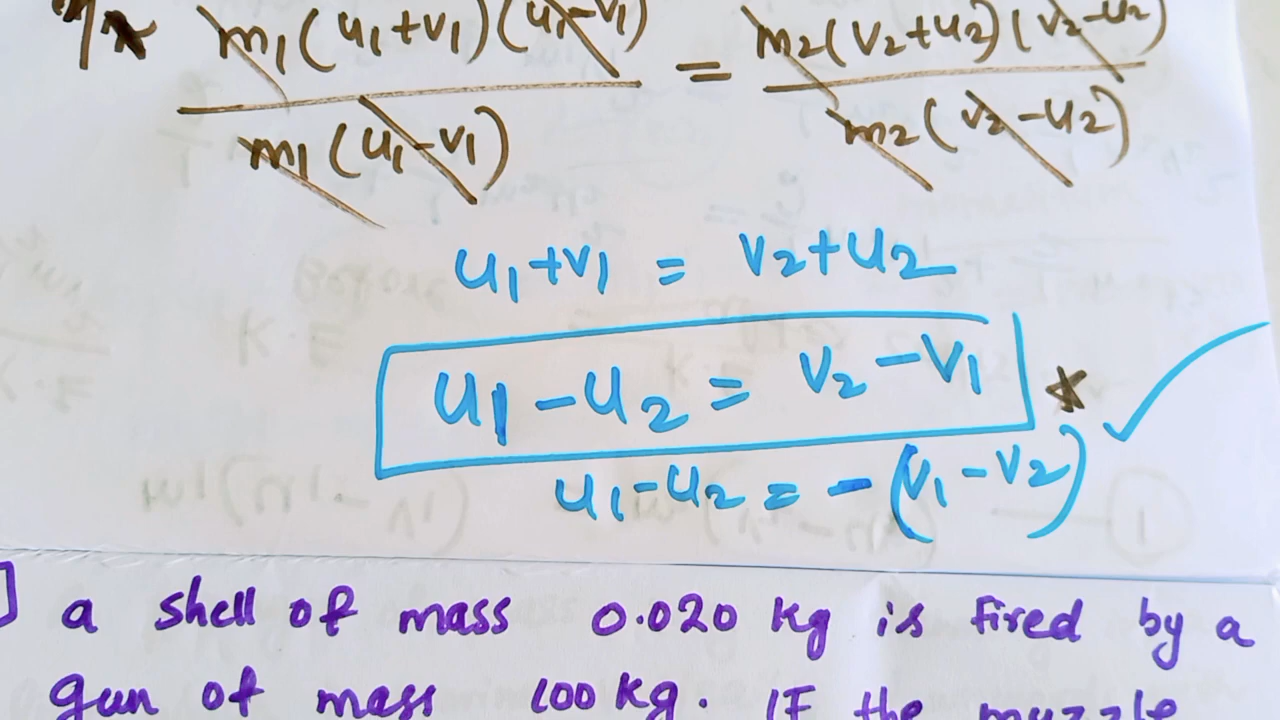 m₁(u₁+v₁)(u₁-v₁) = m₂(v₂+u₂)(v₂-u₂)
m₁(u₁-v₁) m₂(v₂-u₂)
u₁+v₁ = v₂+u₂
u₁-u₂ = v₂-v₁ *
u₁-u₂ = -(v₁-v₂)
] a shell of mass 0.020 kg is fired by a
gun of mass 100 kg. IF the muzzle